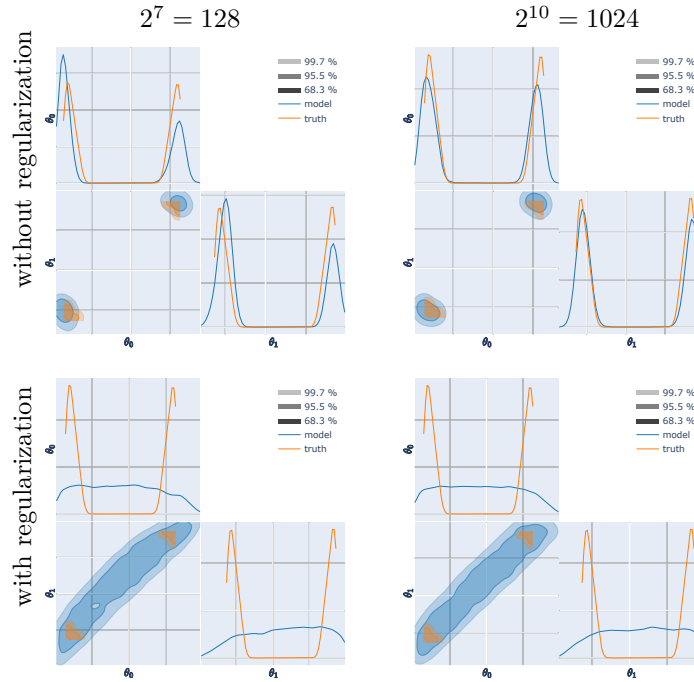 2^7 = 128
2^10 = 1024
without regularization
99.7 %
95.5 %
68.3 %
model
truth
θ0
θ1
θ0
θ1
99.7 %
95.5 %
68.3 %
model
truth
θ0
θ1
θ0
θ1
with regularization
99.7 %
95.5 %
68.3 %
model
truth
θ0
θ1
θ0
θ1
99.7 %
95.5 %
68.3 %
model
truth
θ0
θ1
θ0
θ1